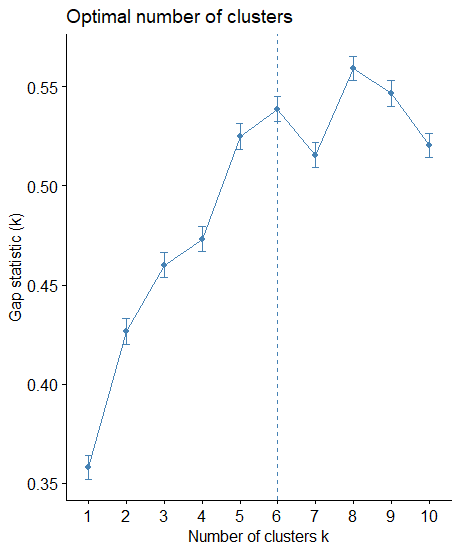 Optimal number of clusters
Gap statistic (k)
0.55
0.50
0.45
0.40
0.35
1 2 3 4 5 6 7 8 9 10
Number of clusters k